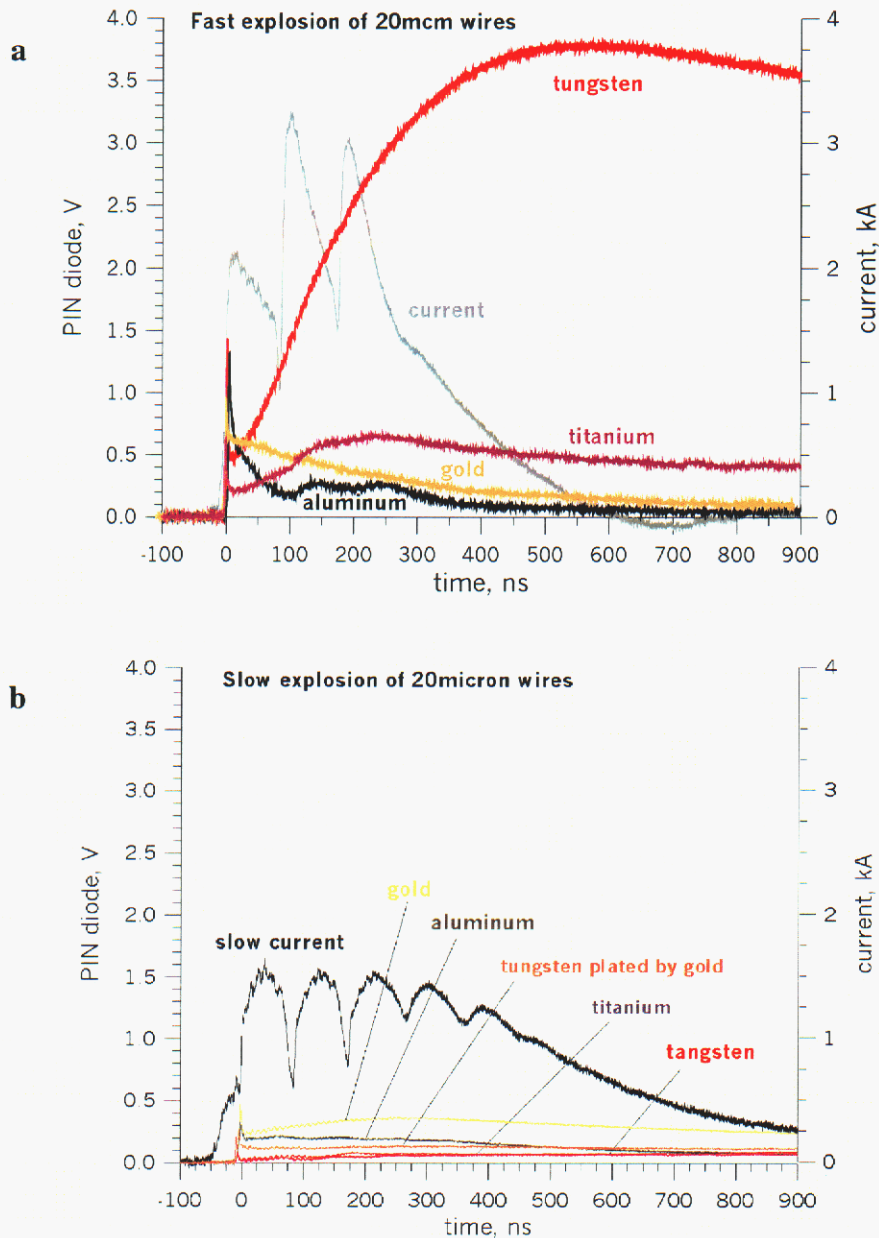 a
Fast explosion of 20mcm wires
4.0
3.5
3.0
2.5
2.0
1.5
1.0
0.5
0.0
PIN diode, V
4
3
2
1
0
current, kA
tungsten
current
titanium
gold
aluminum
-100 0 100 200 300 400 500 600 700 800 900
time, ns
b
Slow explosion of 20micron wires
4.0
3.5
3.0
2.5
2.0
1.5
1 0
0 5
0.0
PIN diode, V
4
3
2
1
0
current, kA
gold
aluminum
slow current
tungsten plated by gold
titanium
tangsten
-100 0 100 200 300 400 500 600 700 800 900
time, ns